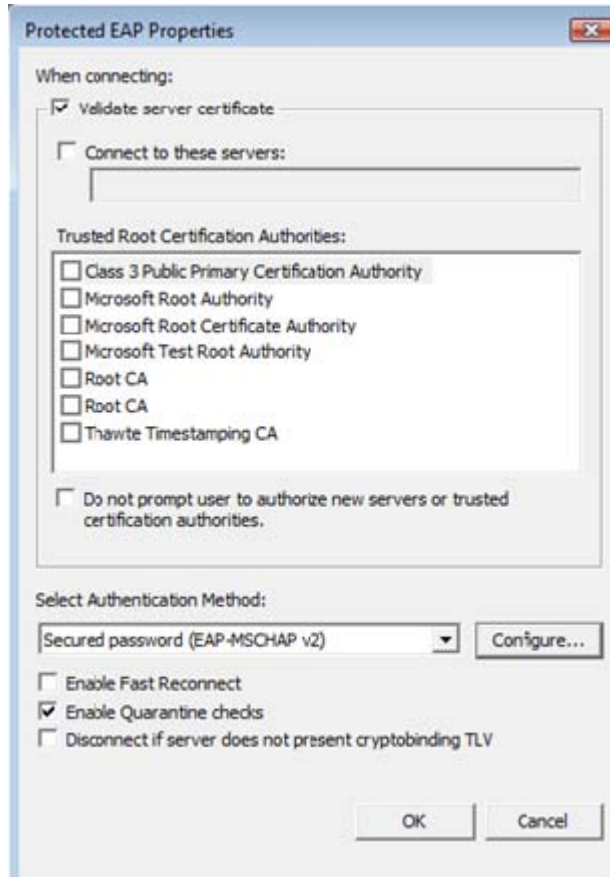 Protected EAP Properties
When connecting:
Validate server certificate
Connect to these servers:
Trusted Root Certification Authorities:
Class 3 Public Primary Certification Authority
Microsoft Root Authority
Microsoft Root Certificate Authority
Microsoft Test Root Authority
Root CA
Root CA
Thawte Timestamping CA
Do not prompt user to authorize new servers or trusted
certification authorities.
Select Authentication Method:
Secured password (EAP-MSCHAP v2)
Configure...
Enable Fast Reconnect
Enable Quarantine checks
Disconnect if server does not present cryptobinding TLV
OK
Cancel